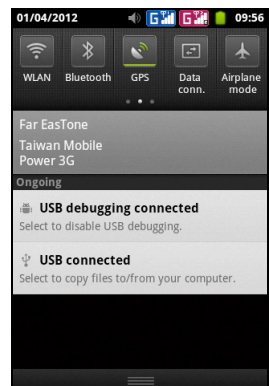 01/04/2012 G G 09:56
WLAN Bluetooth GPS Data conn. Airplane mode
Far EasTone
Taiwan Mobile
Power 3G
Ongoing
USB debugging connected
Select to disable USB debugging.
USB connected
Select to copy files to/from your computer.